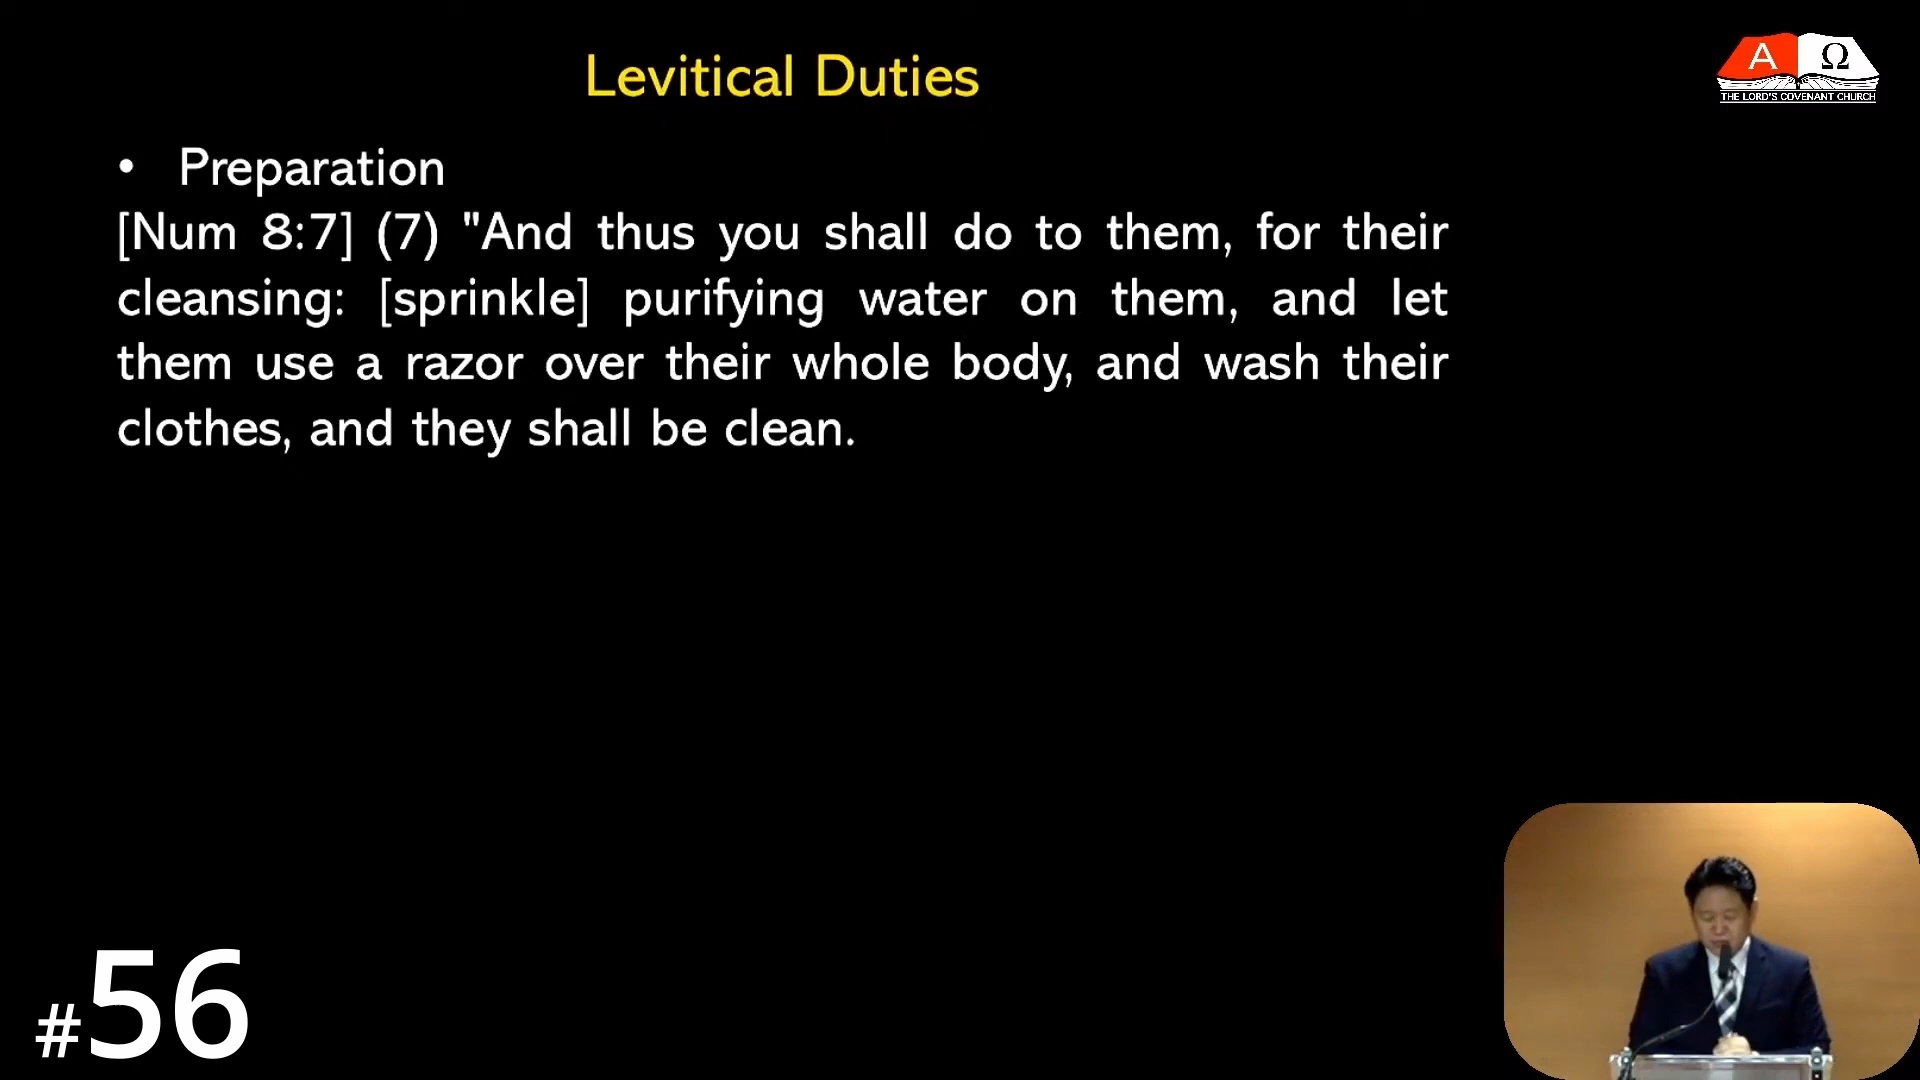 Levitical Duties
A Ω
THE LORD'S COVENANT CHURCH
• Preparation
[Num 8:7] (7) "And thus you shall do to them, for their
cleansing: [sprinkle] purifying water on them, and let
them use a razor over their whole body, and wash their
clothes, and they shall be clean.
#56